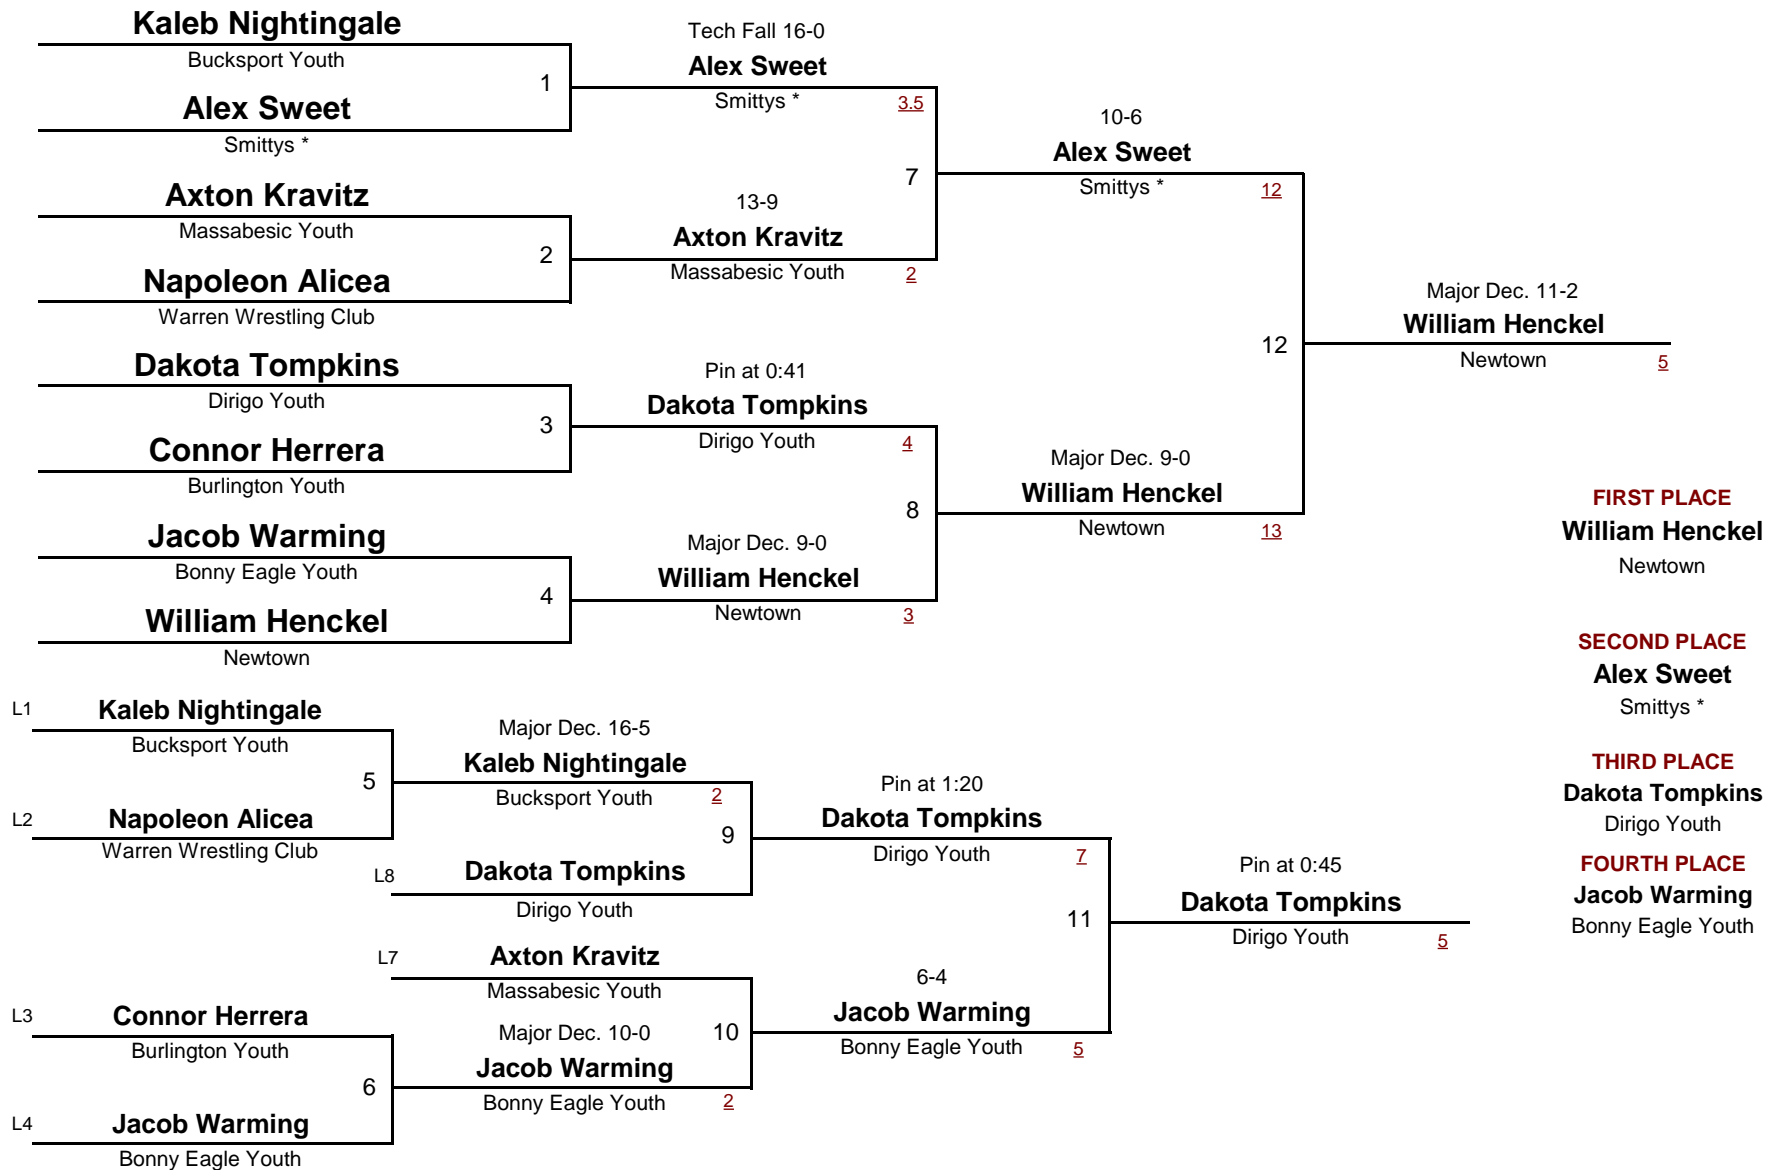 Kaleb Nightingale
Bucksport Youth
1
Alex Sweet
Smittys *
Tech Fall 16-0
Alex Sweet
Smittys *
3.5
Axton Kravitz
Massabesic Youth
2
Napoleon Alicea
Warren Wrestling Club
13-9
Axton Kravitz
Massabesic Youth
2
7
10-6
Alex Sweet
Smittys *
12
Dakota Tompkins
Dirigo Youth
3
Connor Herrera
Burlington Youth
Pin at 0:41
Dakota Tompkins
Dirigo Youth
4
Jacob Warming
Bonny Eagle Youth
4
William Henckel
Newtown
Major Dec. 9-0
William Henckel
Newtown
3
8
Major Dec. 9-0
William Henckel
Newtown
13
12
Major Dec. 11-2
William Henckel
Newtown
5
FIRST PLACE
William Henckel
Newtown
SECOND PLACE
Alex Sweet
Smittys *
THIRD PLACE
Dakota Tompkins
Dirigo Youth
FOURTH PLACE
Jacob Warming
Bonny Eagle Youth
L1
Kaleb Nightingale
Bucksport Youth
5
L2
Napoleon Alicea
Warren Wrestling Club
Major Dec. 16-5
Kaleb Nightingale
Bucksport Youth
2
9
L8
Dakota Tompkins
Dirigo Youth
Pin at 1:20
Dakota Tompkins
Dirigo Youth
7
L7
Axton Kravitz
Massabesic Youth
L3
Connor Herrera
Burlington Youth
6
L4
Jacob Warming
Bonny Eagle Youth
Major Dec. 10-0
10
Jacob Warming
Bonny Eagle Youth
2
6-4
Jacob Warming
Bonny Eagle Youth
5
11
Pin at 0:45
Dakota Tompkins
Dirigo Youth
5